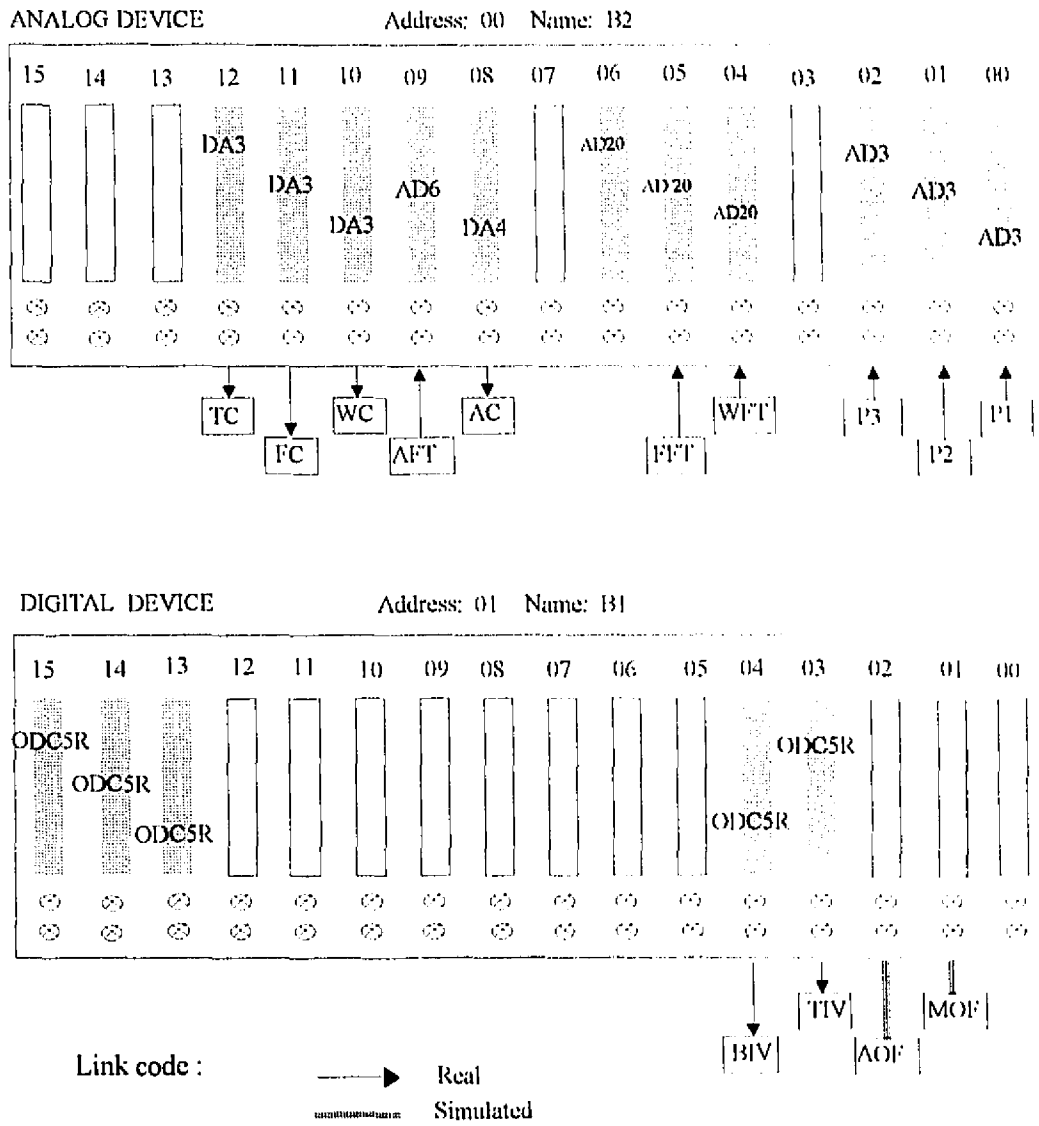 ANALOG DEVICE Address: 00 Name: B2
15 14 13 12 11 10 09 08 07 06 05 04 03 02 01 00
DA3 AD20 AD3
DA3 AD6 AD20 AD3
DA3 DA4 AD20 AD3
TC WC AC WFT P3 P1
FC AFT FFT P2
DIGITAL DEVICE Address: 01 Name: B1
15 14 13 12 11 10 09 08 07 06 05 04 03 02 01 00
ODC5R ODC5R
ODC5R
ODC5R ODC5R
TIV MOF
BIV AOF
Link code :
Real
Simulated